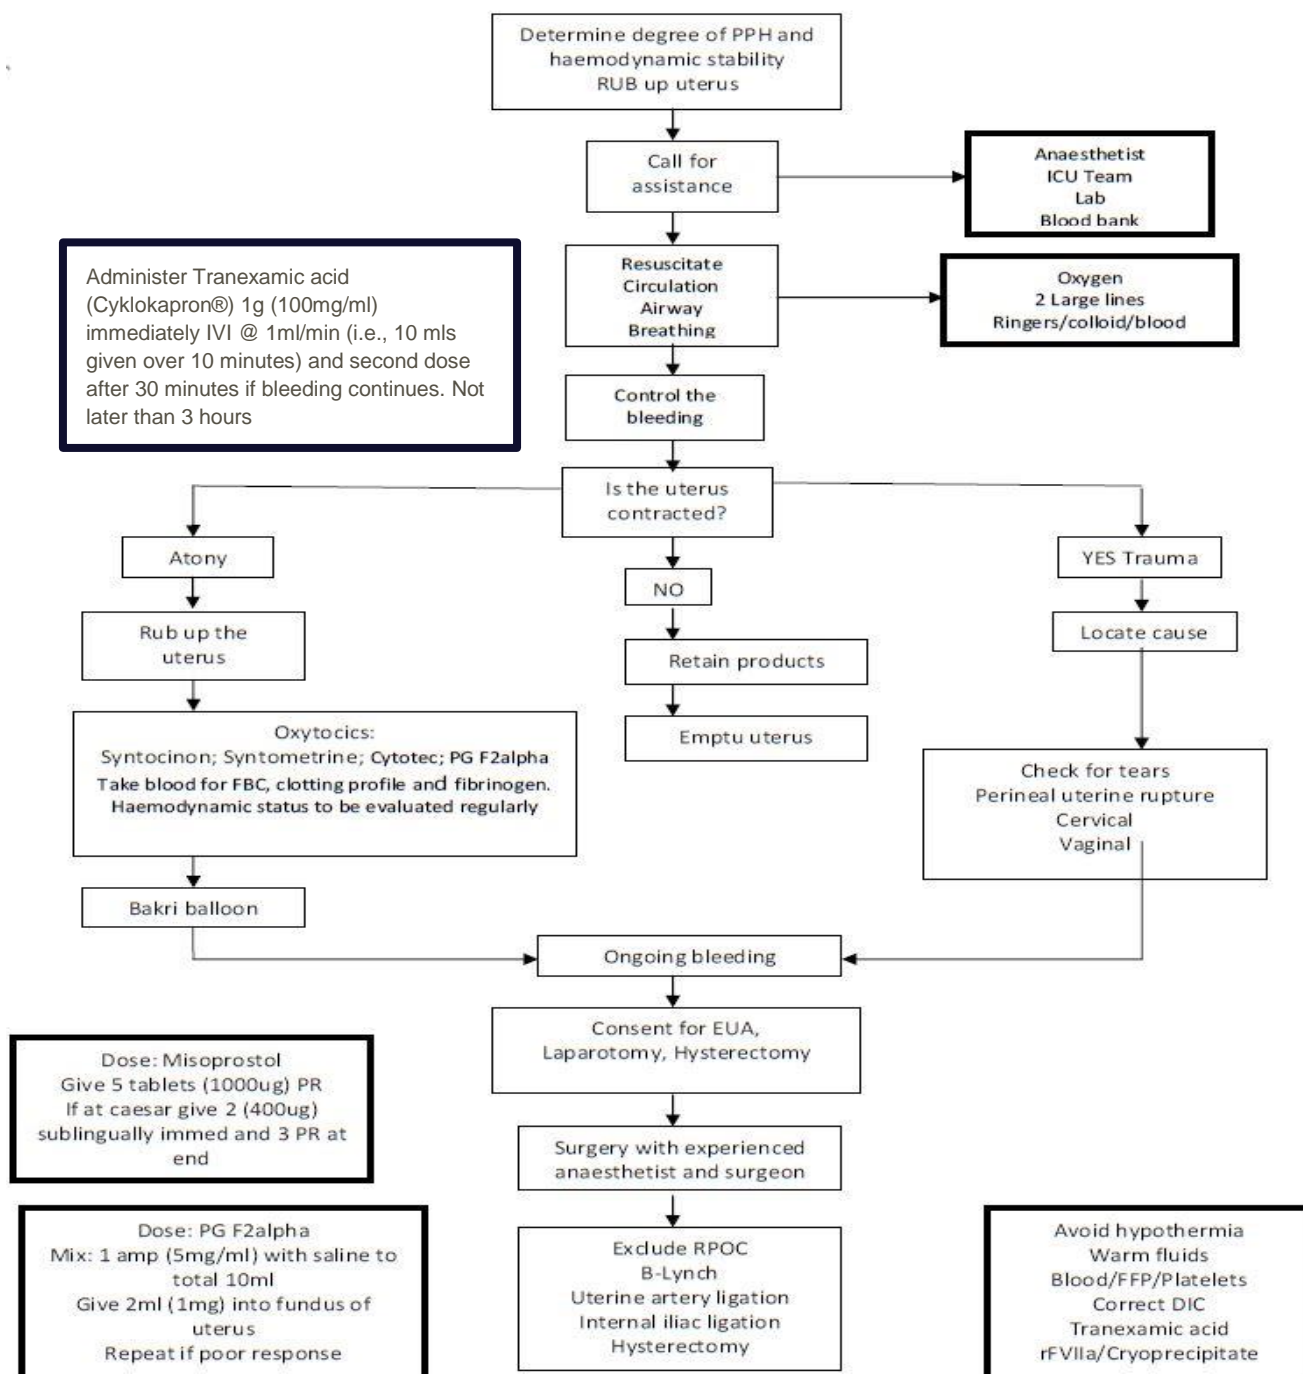 Determine degree of PPH and
haemodynamic stability
RUB up uterus
Call for
assistance
Anaesthetist
ICU Team
Lab
Blood bank
Administer Tranexamic acid
(Cyklokapron®) 1g (100mg/ml)
immediately IVI @ 1ml/min (i.e., 10 mls
given over 10 minutes) and second dose
after 30 minutes if bleeding continues. Not
later than 3 hours
Resuscitate
Circulation
Airway
Breathing
Oxygen
2 Large lines
Ringers/colloid/blood
Control the
bleeding
Is the uterus
contracted?
Atony
NO
YES Trauma
Rub up the
uterus
Retain products
Locate cause
Oxytocics:
Syntocinon; Syntometrine; Cytotec; PG F2alpha
Take blood for FBC, clotting profile and fibrinogen.
Haemodynamic status to be evaluated regularly
Emptu uterus
Check for tears
Perineal uterine rupture
Cervical
Vaginal
Bakri balloon
Ongoing bleeding
Consent for EUA,
Laparotomy, Hysterectomy
Dose: Misoprostol
Give 5 tablets (1000ug) PR
If at caesar give 2 (400ug)
sublingually immed and 3 PR at
end
Surgery with experienced
anaesthetist and surgeon
Dose: PG F2alpha
Mix: 1 amp (5mg/ml) with saline to
total 10ml
Give 2ml (1mg) into fundus of
uterus
Repeat if poor response
Exclude RPOC
B-Lynch
Uterine artery ligation
Internal iliac ligation
Hysterectomy
Avoid hypothermia
Warm fluids
Blood/FFP/Platelets
Correct DIC
Tranexamic acid
rFVIIa/Cryoprecipitate